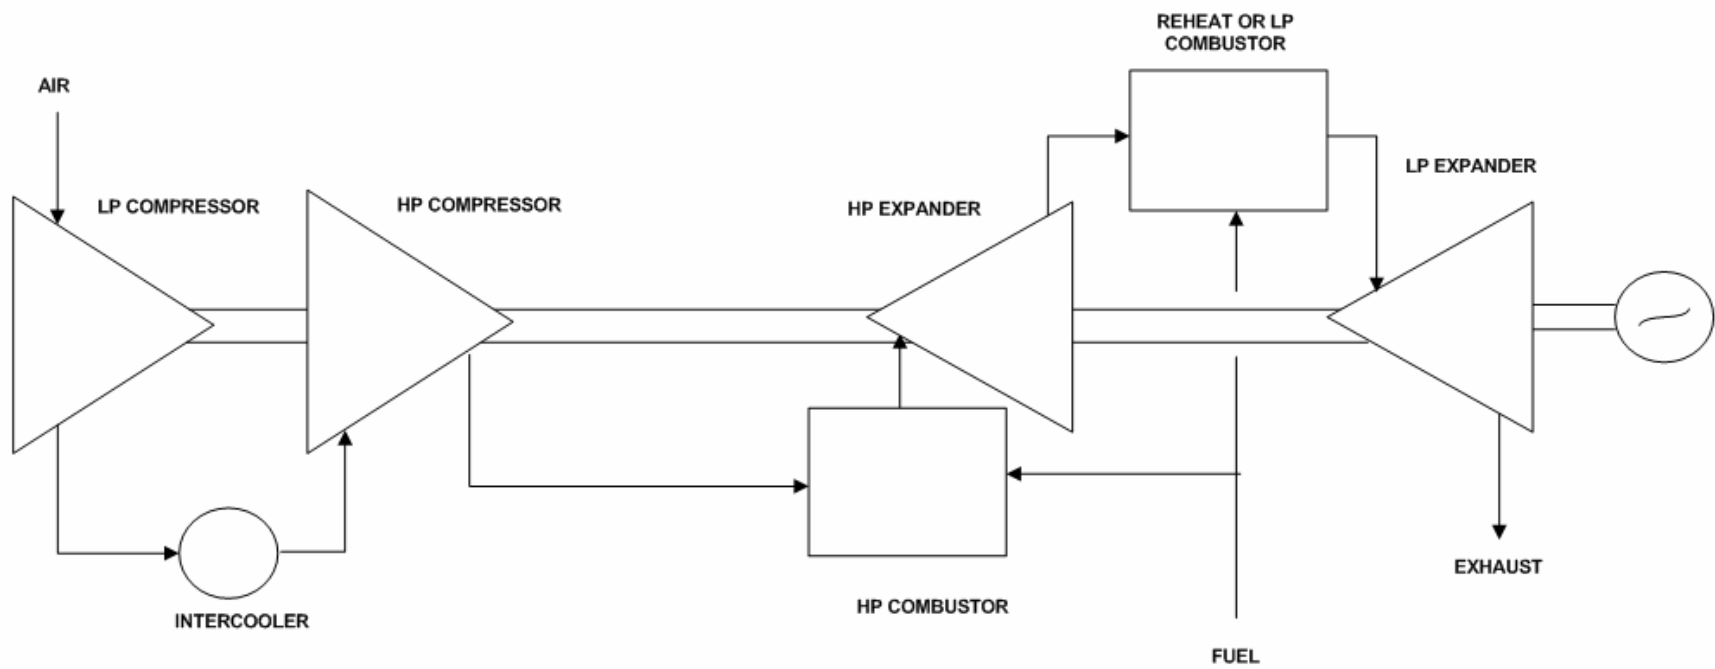 REHEAT OR LP
COMBUSTOR
AIR
LP EXPANDER
LP COMPRESSOR
HP COMPRESSOR
HP EXPANDER
EXHAUST
HP COMBUSTOR
INTERCOOLER
FUEL